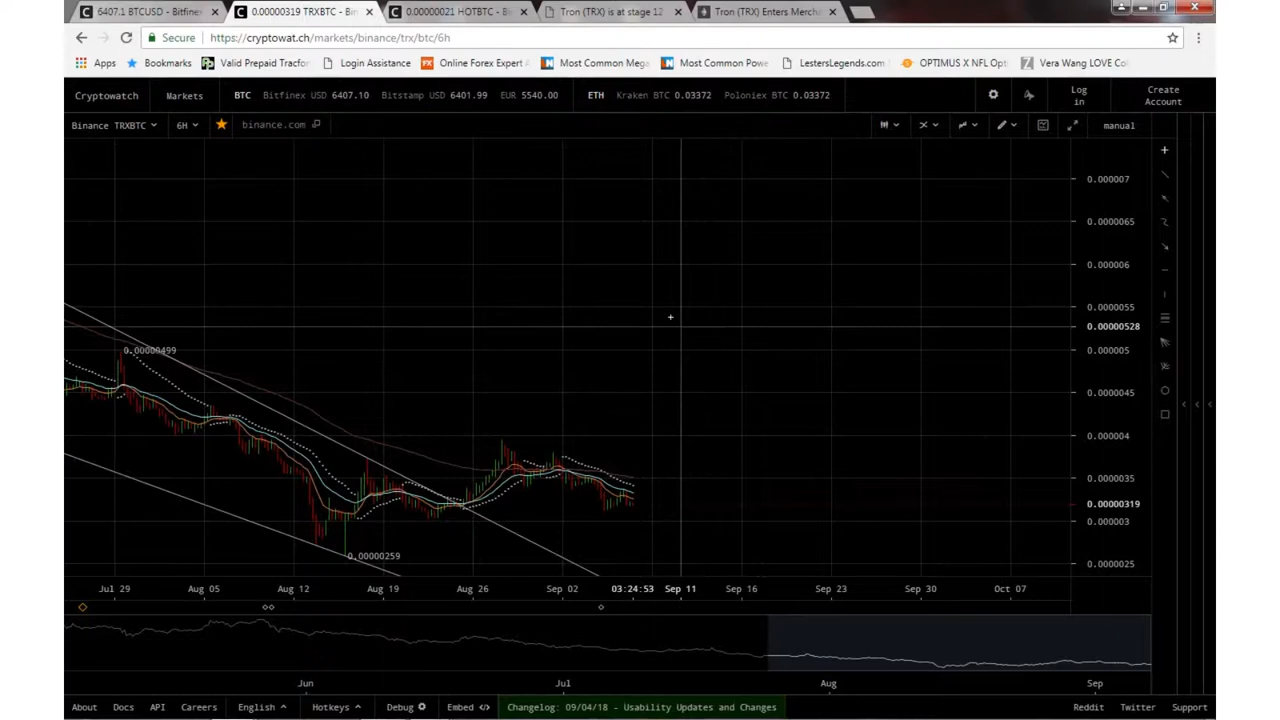 6407.1 BTCUSD - Bitfine
0.00000319 TRXBTC - Bin
0.00000021 HOTBTC - Bi
Tron (TRX) is at stage 12
Tron (TRX) Enters Mercha
Secure
https://cryptowat.ch/markets/binance/trx/btc/6h
Apps
Bookmarks
Valid Prepaid Tracfon
Login Assistance
Online Forex Expert
Most Common Meg
Most Common Pow
LestersLegends.com
OPTIMUS X NFL Opti
Vera Wang LOVE Co
Cryptowatch
Markets
BTC Bitfinex USD 6407.10 Bitstamp USD 6401.99 EUR 5540.00
ETH Kraken BTC 0.03372 Poloniex BTC 0.03372
Log in
Create Account
Binance TRXBTC
6H
binance.com
manual
0.000007
0.0000065
0.000006
0.0000055
0.00000528
0.000005
0.0000045
0.000004
0.0000035
0.00000319
0.000003
0.0000025
0.00000499
0.00000259
Jul 29 Aug 05 Aug 12 Aug 19 Aug 26 Sep 02 03:24:53 Sep 11 Sep 16 Sep 23 Sep 30 Oct 07
Jun Jul Aug Sep
About Docs API Careers English Hotkeys Debug Embed Changelog: 09/04/18 - Usability Updates and Changes Reddit Twitter Support